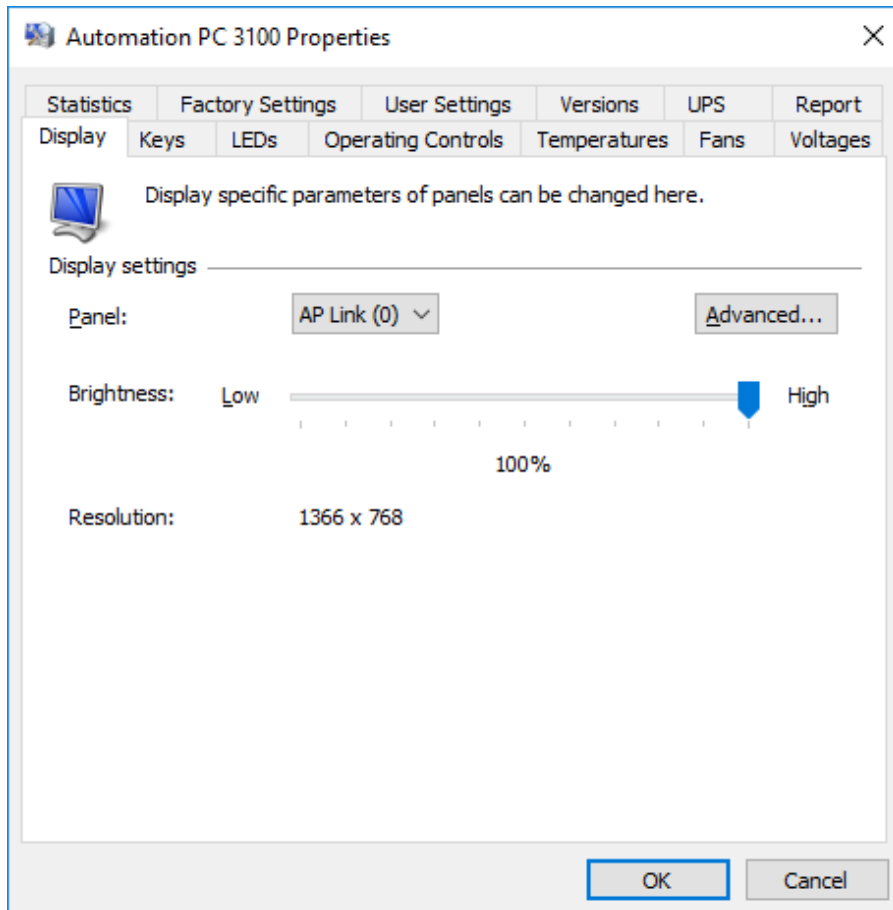 Automation PC 3100 Properties
Statistics Factory Settings User Settings Versions UPS Report
Display Keys LEDs Operating Controls Temperatures Fans Voltages
Display specific parameters of panels can be changed here.
Display settings
Panel: AP Link (0) Advanced...
Brightness: Low High
100%
Resolution: 1366 x 768
OK Cancel